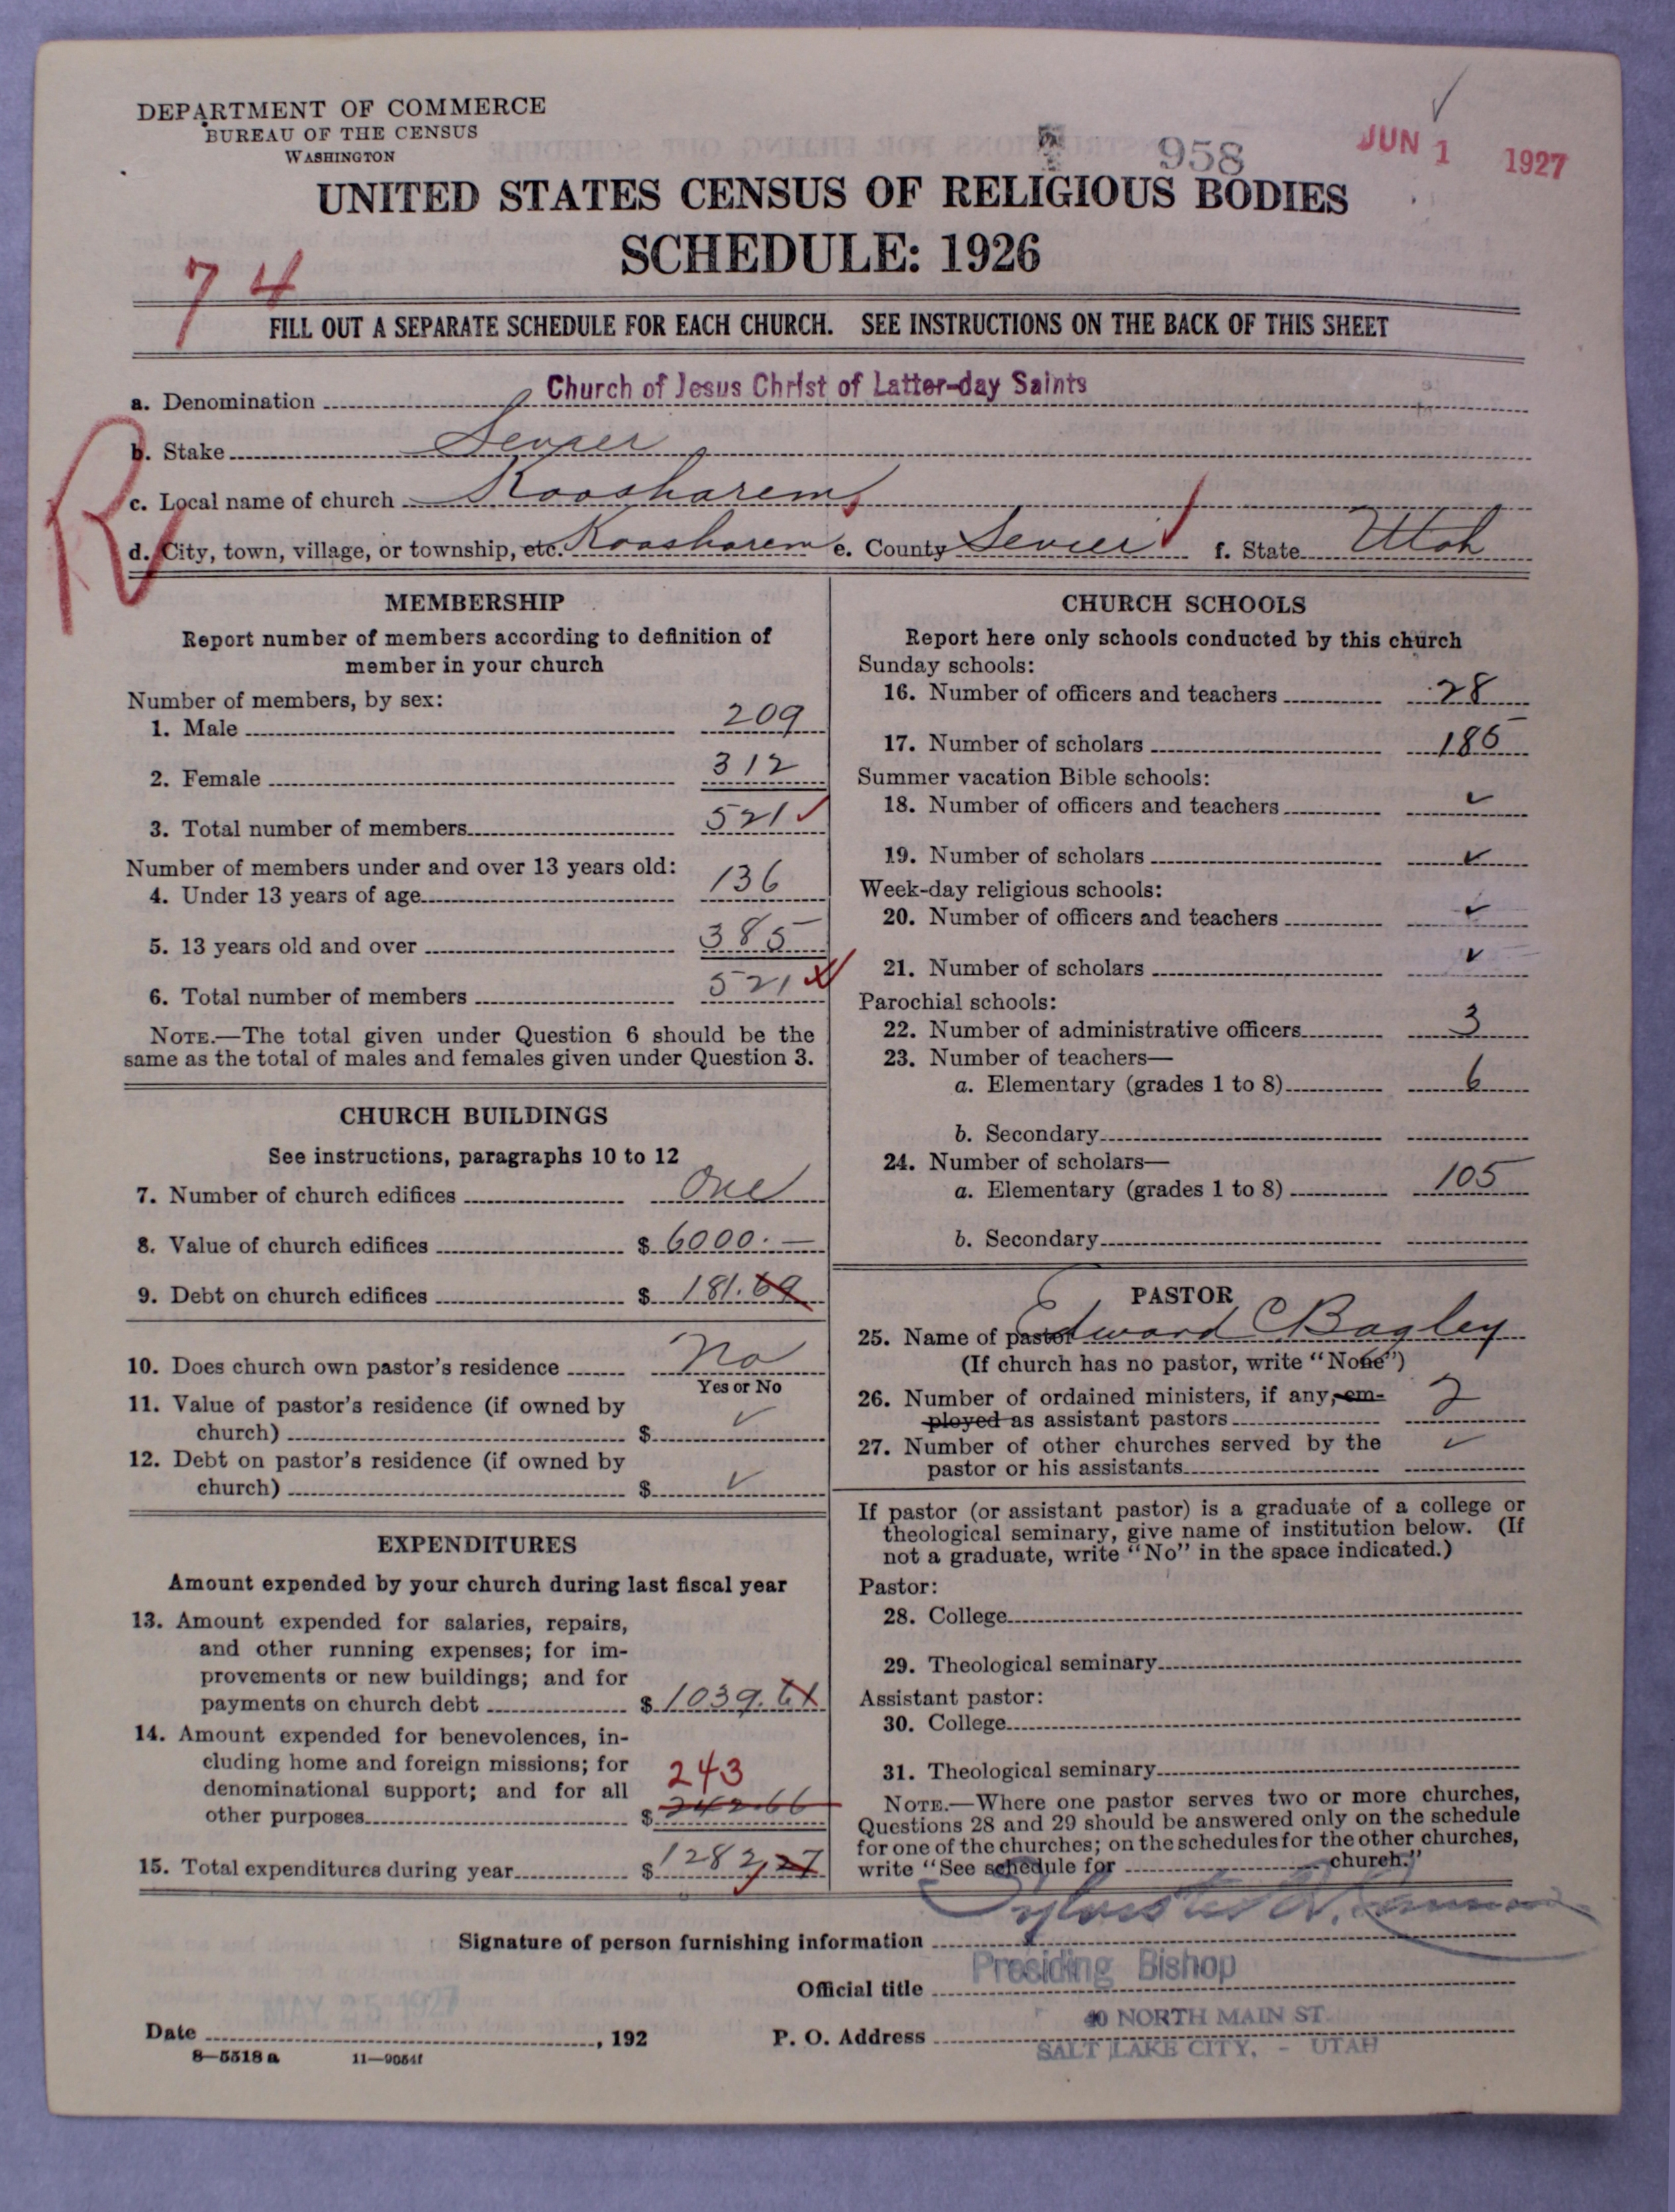 DEPARTMENT OF COMMERCE
BUREAU OF THE CENSUS
WASHINGTON
958
JUN 1 1927
UNITED STATES CENSUS OF RELIGIOUS BODIES
SCHEDULE: 1926
74
FILL OUT A SEPARATE SCHEDULE FOR EACH CHURCH. SEE INSTRUCTIONS ON THE BACK OF THIS SHEET
R
a. Denomination Church of Jesus Christ of Latter-day Saints
b. Stake Sevier
c. Local name of church Koosharem
d. City, town, village, or township, etc. Koosharem e. County Sevier f. State Utah
MEMBERSHIP
Report number of members according to definition of
member in your church
Number of members, by sex:
1. Male 209
2. Female 312
3. Total number of members 521 ✓
Number of members under and over 13 years old:
4. Under 13 years of age 136
5. 13 years old and over 385
6. Total number of members 521
NOTE.—The total given under Question 6 should be the
same as the total of males and females given under Question 3.
CHURCH BUILDINGS
See instructions, paragraphs 10 to 12
7. Number of church edifices One
8. Value of church edifices $ 6000.—
9. Debt on church edifices $ 181.69
10. Does church own pastor's residence No
Yes or No
11. Value of pastor's residence (if owned by
church) $ ✓
12. Debt on pastor's residence (if owned by
church) $ ✓
EXPENDITURES
Amount expended by your church during last fiscal year
13. Amount expended for salaries, repairs,
and other running expenses; for im-
provements or new buildings; and for
payments on church debt $ 1039.61
14. Amount expended for benevolences, in-
cluding home and foreign missions; for
denominational support; and for all
243
other purposes $ 242.66
15. Total expenditures during year $ 1282.27
CHURCH SCHOOLS
Report here only schools conducted by this church
Sunday schools:
16. Number of officers and teachers 28
17. Number of scholars 185
Summer vacation Bible schools:
18. Number of officers and teachers ✓
19. Number of scholars ✓
Week-day religious schools:
20. Number of officers and teachers ✓
21. Number of scholars ✓
Parochial schools:
22. Number of administrative officers 3
23. Number of teachers—
a. Elementary (grades 1 to 8) 6
b. Secondary
24. Number of scholars—
a. Elementary (grades 1 to 8) 105
b. Secondary
PASTOR
25. Name of pastor Edward C Bagley
(If church has no pastor, write "None")
26. Number of ordained ministers, if any, em-
ployed as assistant pastors 2
27. Number of other churches served by the
pastor or his assistants ✓
If pastor (or assistant pastor) is a graduate of a college or
theological seminary, give name of institution below. (If
not a graduate, write "No" in the space indicated.)
Pastor:
28. College
29. Theological seminary
Assistant pastor:
30. College
31. Theological seminary
NOTE.—Where one pastor serves two or more churches,
Questions 28 and 29 should be answered only on the schedule
for one of the churches; on the schedules for the other churches,
write "See schedule for church."
Signature of person furnishing information Sylvester Q. Cannon
Official title Presiding Bishop
MAY 25 1927
Date , 192 P. O. Address 40 NORTH MAIN ST.
SALT LAKE CITY, - UTAH
8—5518 a 11—9054f